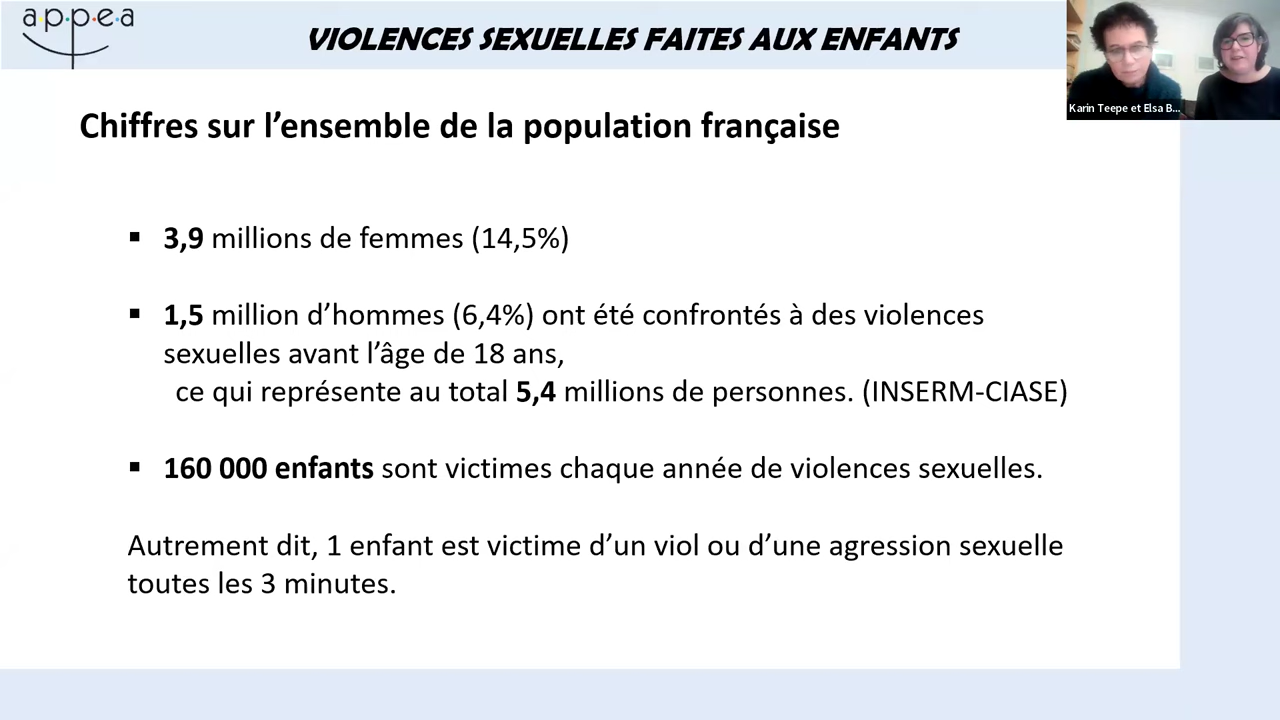 a·p·p·e·a
VIOLENCES SEXUELLES FAITES AUX ENFANTS
Karin Teepe et Elsa B...
Chiffres sur l’ensemble de la population française
▪ 3,9 millions de femmes (14,5%)
▪ 1,5 million d’hommes (6,4%) ont été confrontés à des violences
sexuelles avant l’âge de 18 ans,
ce qui représente au total 5,4 millions de personnes. (INSERM-CIASE)
▪ 160 000 enfants sont victimes chaque année de violences sexuelles.
Autrement dit, 1 enfant est victime d’un viol ou d’une agression sexuelle
toutes les 3 minutes.